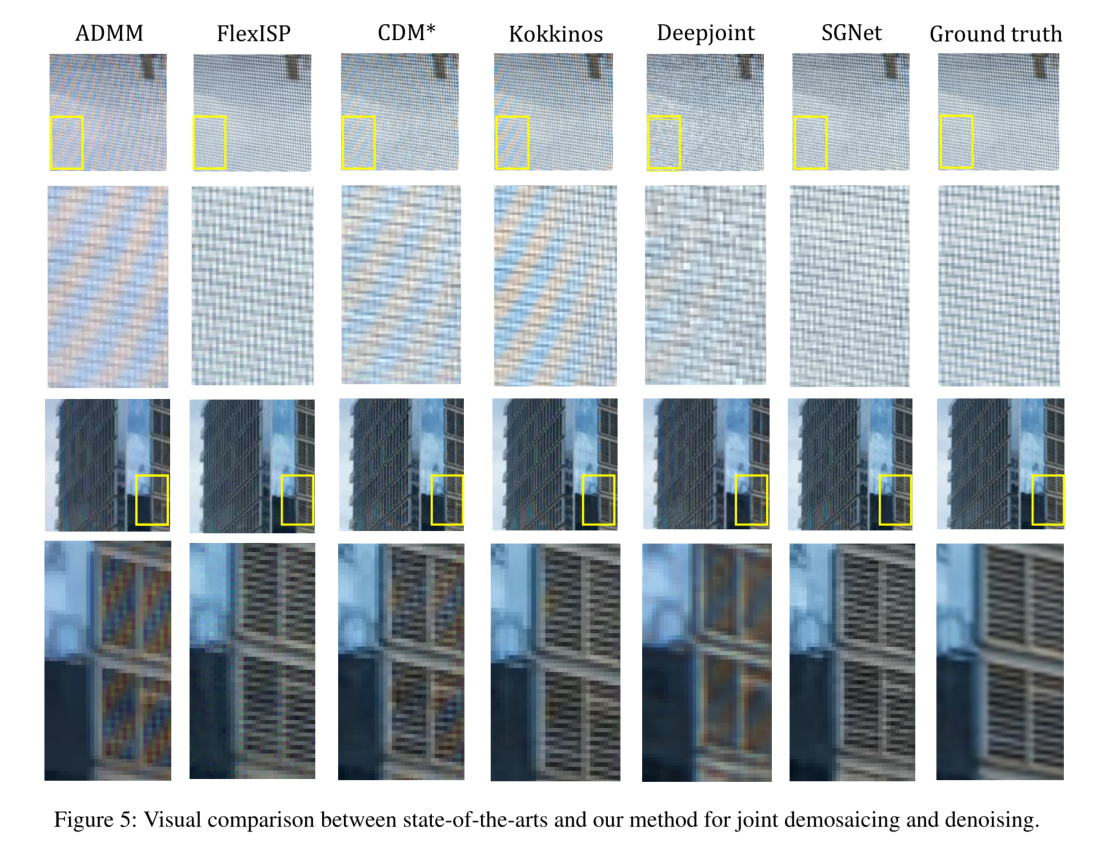 ADMM FlexISP CDM* Kokkinos Deepjoint SGNet Ground truth
Figure 5: Visual comparison between state-of-the-arts and our method for joint demosaicing and denoising.